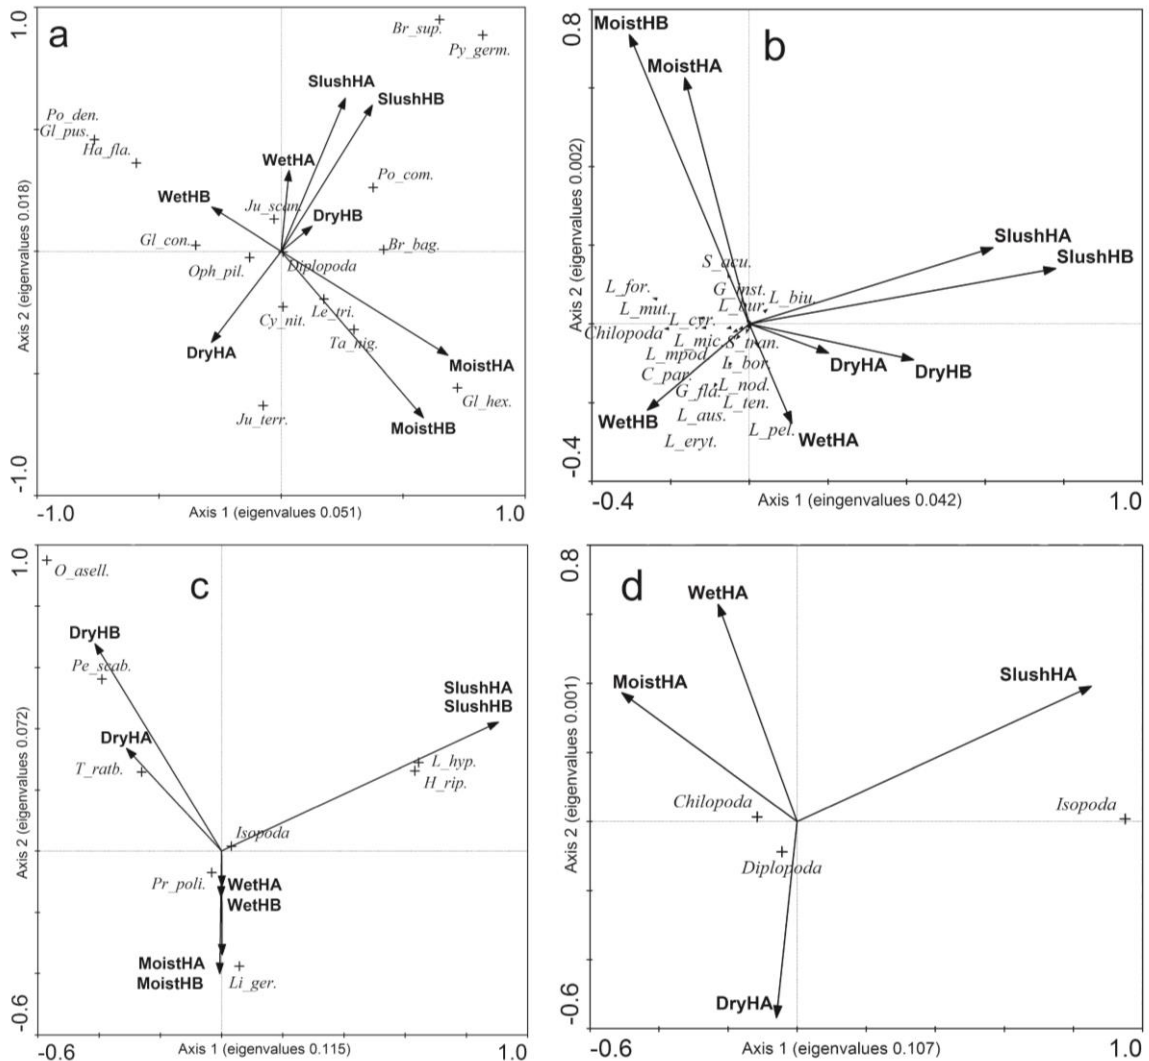 a
1.0
Br_sup.
Py_germ.
SlushHA
SlushHB
Po_den.
Gl_pus.
Ha_fla.
WetHA
Po_com.
WetHB
Ju_scan.
DryHB
Gl_con.
Br_bag.
Oph_pil.
Diplopoda
Le_tri.
Cy_nit.
Ta_nig.
DryHA
MoistHA
Gl_hex.
Ju_terr.
MoistHB
Axis 2 (eigenvalues 0.018)
-1.0
-1.0
Axis 1 (eigenvalues 0.051)
1.0
b
0.8
MoistHB
MoistHA
SlushHA
SlushHB
S_acu.
L_for.
G_inst.
L_biu.
L_mut.
L_nur.
L_cyr.
Chilopoda
L_mic.
S_tran.
L_mpod.
L_bor.
DryHA
DryHB
C_par.
G_fla.
L_nod.
L_ten.
WetHB
L_aus.
L_pel.
WetHA
L_eryt.
Axis 2 (eigenvalues 0.002)
-0.4
-0.4
Axis 1 (eingenvalues 0.042)
1.0
c
1.0
O_asell.
DryHB
Pe_scab.
SlushHA
SlushHB
DryHA
T_ratb.
L_hyp.
H_rip.
Isopoda
Pr_poli.
WetHA
WetHB
MoistHA
MoistHB
Li_ger.
Axis 2 (eigenvalues 0.072)
-0.6
-0.6
Axis 1 (eigenvalues 0.115)
1.0
d
0.8
WetHA
MoistHA
SlushHA
Chilopoda
Isopoda
Diplopoda
DryHA
Axis 2 (eigenvalues 0.001)
-0.6
-0.6
Axis 1 (eigenvalues 0.107)
1.0